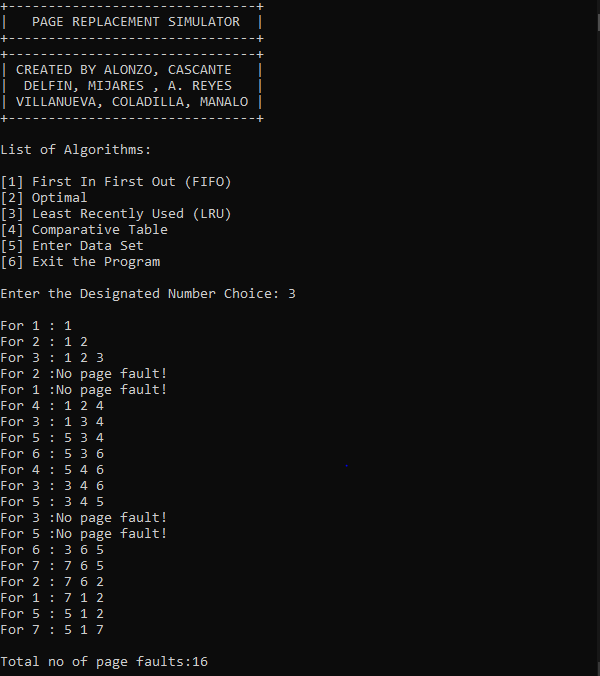 +--------------------------------+
|   PAGE REPLACEMENT SIMULATOR  |
+--------------------------------+
+--------------------------------+
| CREATED BY ALONZO, CASCANTE   |
|  DELFIN, MIJARES , A. REYES   |
| VILLANUEVA, COLADILLA, MANALO |
+--------------------------------+
List of Algorithms:
[1] First In First Out (FIFO)
[2] Optimal
[3] Least Recently Used (LRU)
[4] Comparative Table
[5] Enter Data Set
[6] Exit the Program
Enter the Designated Number Choice: 3
For 1 : 1
For 2 : 1 2
For 3 : 1 2 3
For 2 :No page fault!
For 1 :No page fault!
For 4 : 1 2 4
For 3 : 1 3 4
For 5 : 5 3 4
For 6 : 5 3 6
For 4 : 5 4 6
For 3 : 3 4 6
For 5 : 3 4 5
For 3 :No page fault!
For 5 :No page fault!
For 6 : 3 6 5
For 7 : 7 6 5
For 2 : 7 6 2
For 1 : 7 1 2
For 5 : 5 1 2
For 7 : 5 1 7
Total no of page faults:16